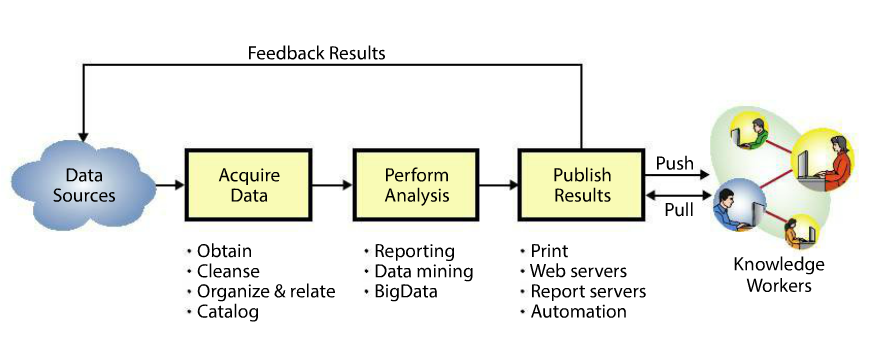 Feedback Results
Data
Sources
Acquire
Data
Perform
Analysis
Publish
Results
Push
Pull
• Obtain
• Cleanse
• Organize & relate
• Catalog
• Reporting
• Data mining
• BigData
• Print
• Web servers
• Report servers
• Automation
Knowledge
Workers